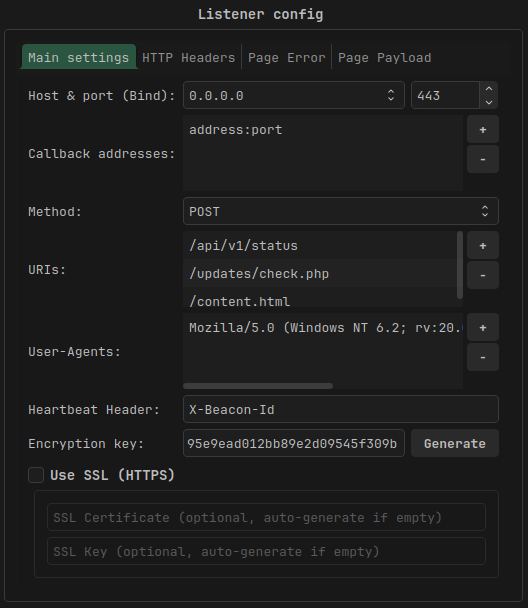 Listener config
Main settings HTTP Headers Page Error Page Payload
Host & port (Bind): 0.0.0.0 443
Callback addresses: address:port + -
Method: POST
URIs: /api/v1/status + -
/updates/check.php
/content.html
User-Agents: Mozilla/5.0 (Windows NT 6.2; rv:20. + -
Heartbeat Header: X-Beacon-Id
Encryption key: 95e9ead012bb89e2d09545f309b Generate
Use SSL (HTTPS)
SSL Certificate (optional, auto-generate if empty)
SSL Key (optional, auto-generate if empty)